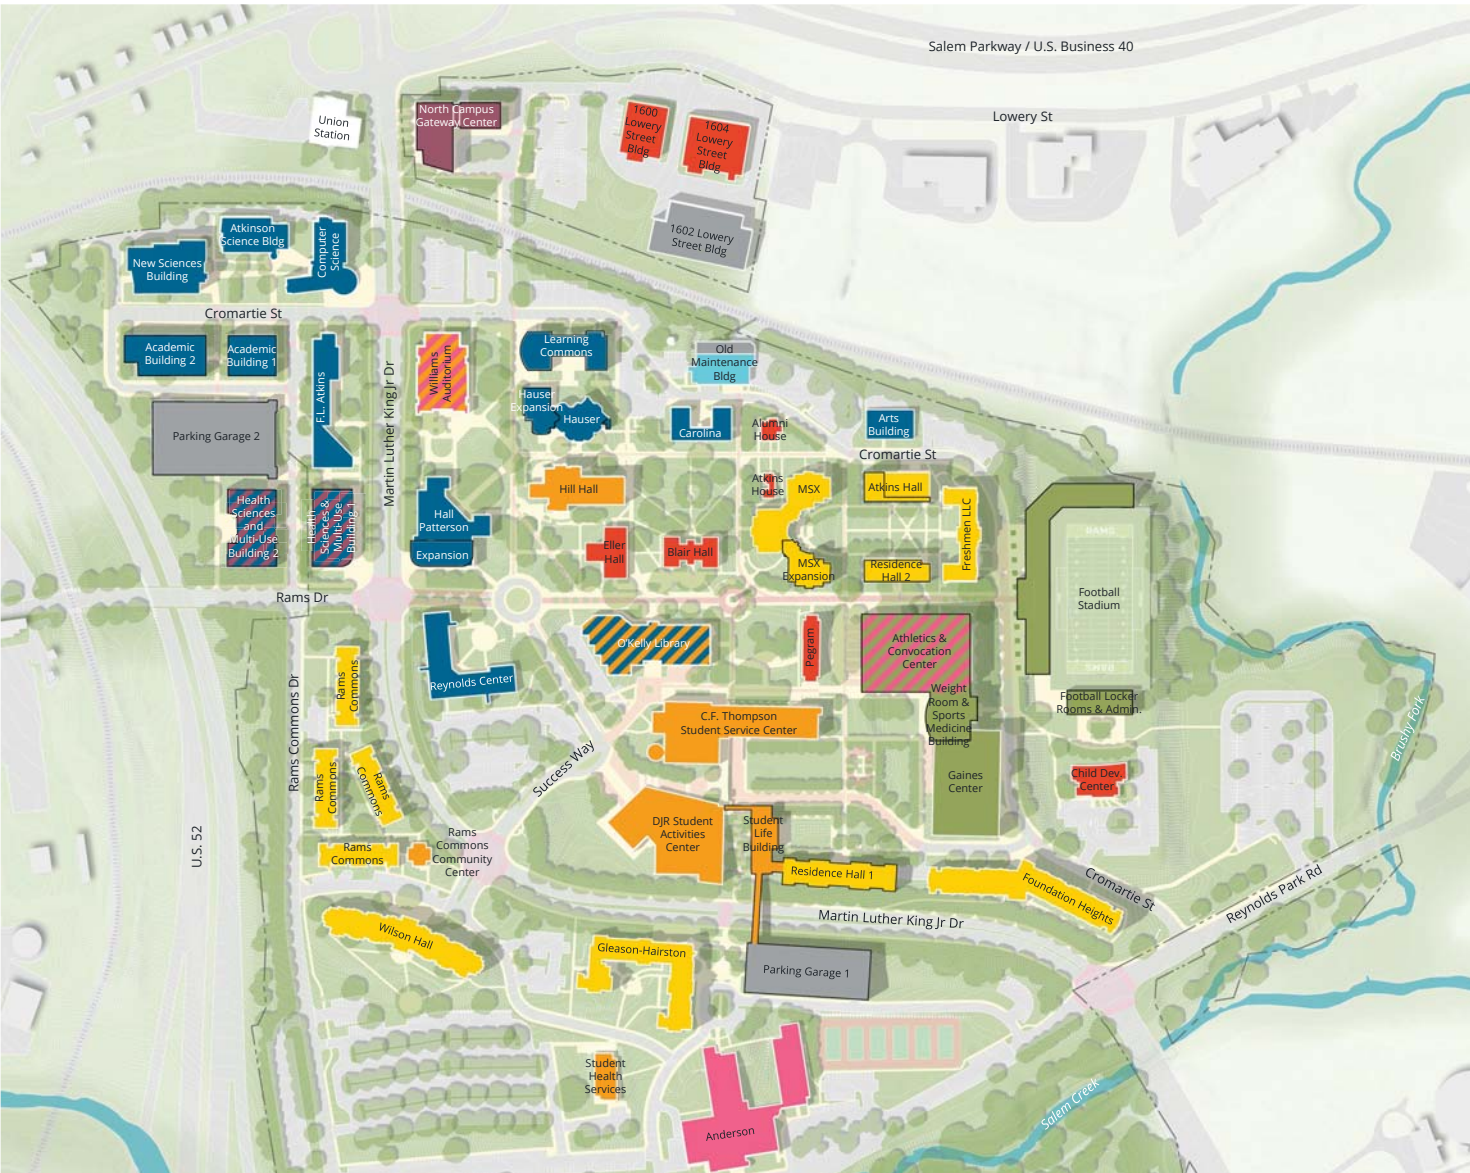 Salem Parkway / U.S. Business 40
Lowery St
Union
Station
North Campus
Gateway Center
1600
Lowery
Street
Bldg
1604
Lowery
Street
Bldg
1602 Lowery
Street Bldg
Atkinson
Science Bldg
Computer
Science
New Sciences
Building
Cromartie St
Academic
Building 2
Academic
Building 1
F.L. Atkins
Martin Luther King Jr Dr
Williams
Auditorium
Learning
Commons
Old
Maintenance
Bldg
Hauser
Expansion
Hauser
Carolina
Alumni
House
Arts
Building
Cromartie St
Parking Garage 2
Health
Sciences
and
Multi-Use
Building 2
Health
Sciences &
Multi-Use
Building 1
Hall
Patterson
Expansion
Hill Hall
Atkins
House
MSX
Atkins Hall
Freshmen LLC
Eller
Hall
Blair Hall
MSX
Expansion
Residence
Hall 2
Rams Dr
Football
Stadium
RAMS
RAMS
O'Kelly Library
Pegram
Athletics &
Convocation
Center
Reynolds Center
Rams
Commons
Rams Commons Dr
Weight
Room &
Sports
Medicine
Building
Football Locker
Rooms & Admin.
C.F. Thompson
Student Service Center
Brushy Fork
Success Way
Rams
Commons
Rams
Commons
Gaines
Center
Child Dev.
Center
U.S. 52
DJR Student
Activities
Center
Student
Life
Building
Rams
Commons
Rams
Commons
Community
Center
Residence Hall 1
Foundation Heights
Cromartie St
Reynolds Park Rd
Martin Luther King Jr Dr
Wilson Hall
Gleason-Hairston
Parking Garage 1
Student
Health
Services
Anderson
Salem Creek